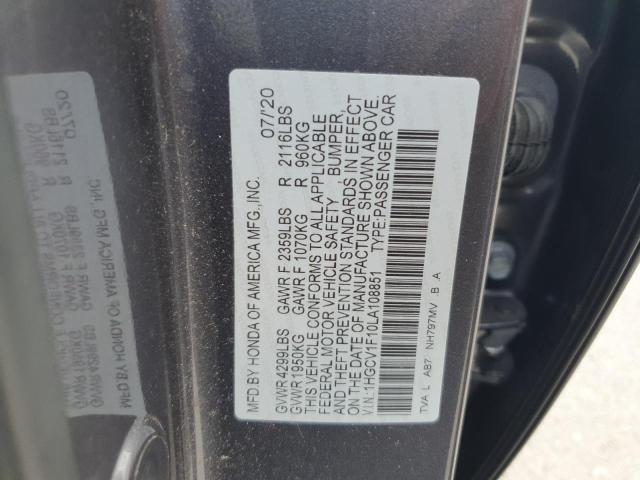 MFD.BY HONDA OF AMERICA MFG.,INC. 07/'20
GVWR 4299LBS GAWR F 2359LBS R 2116LBS
GVWR 1950KG GAWR F 1070KG R 960KG
THIS VEHICLE CONFORMS TO ALL APPLICABLE
FEDERAL MOTOR VEHICLE SAFETY BUMPER,
AND THEFT PREVENTION STANDARDS IN EFFECT
ON THE DATE OF MANUFACTURE SHOWN ABOVE.
V.I.N.:1HGCV1F10LA108851 TYPE:PASSENGER CAR
TVA L A87 NH797MV B A